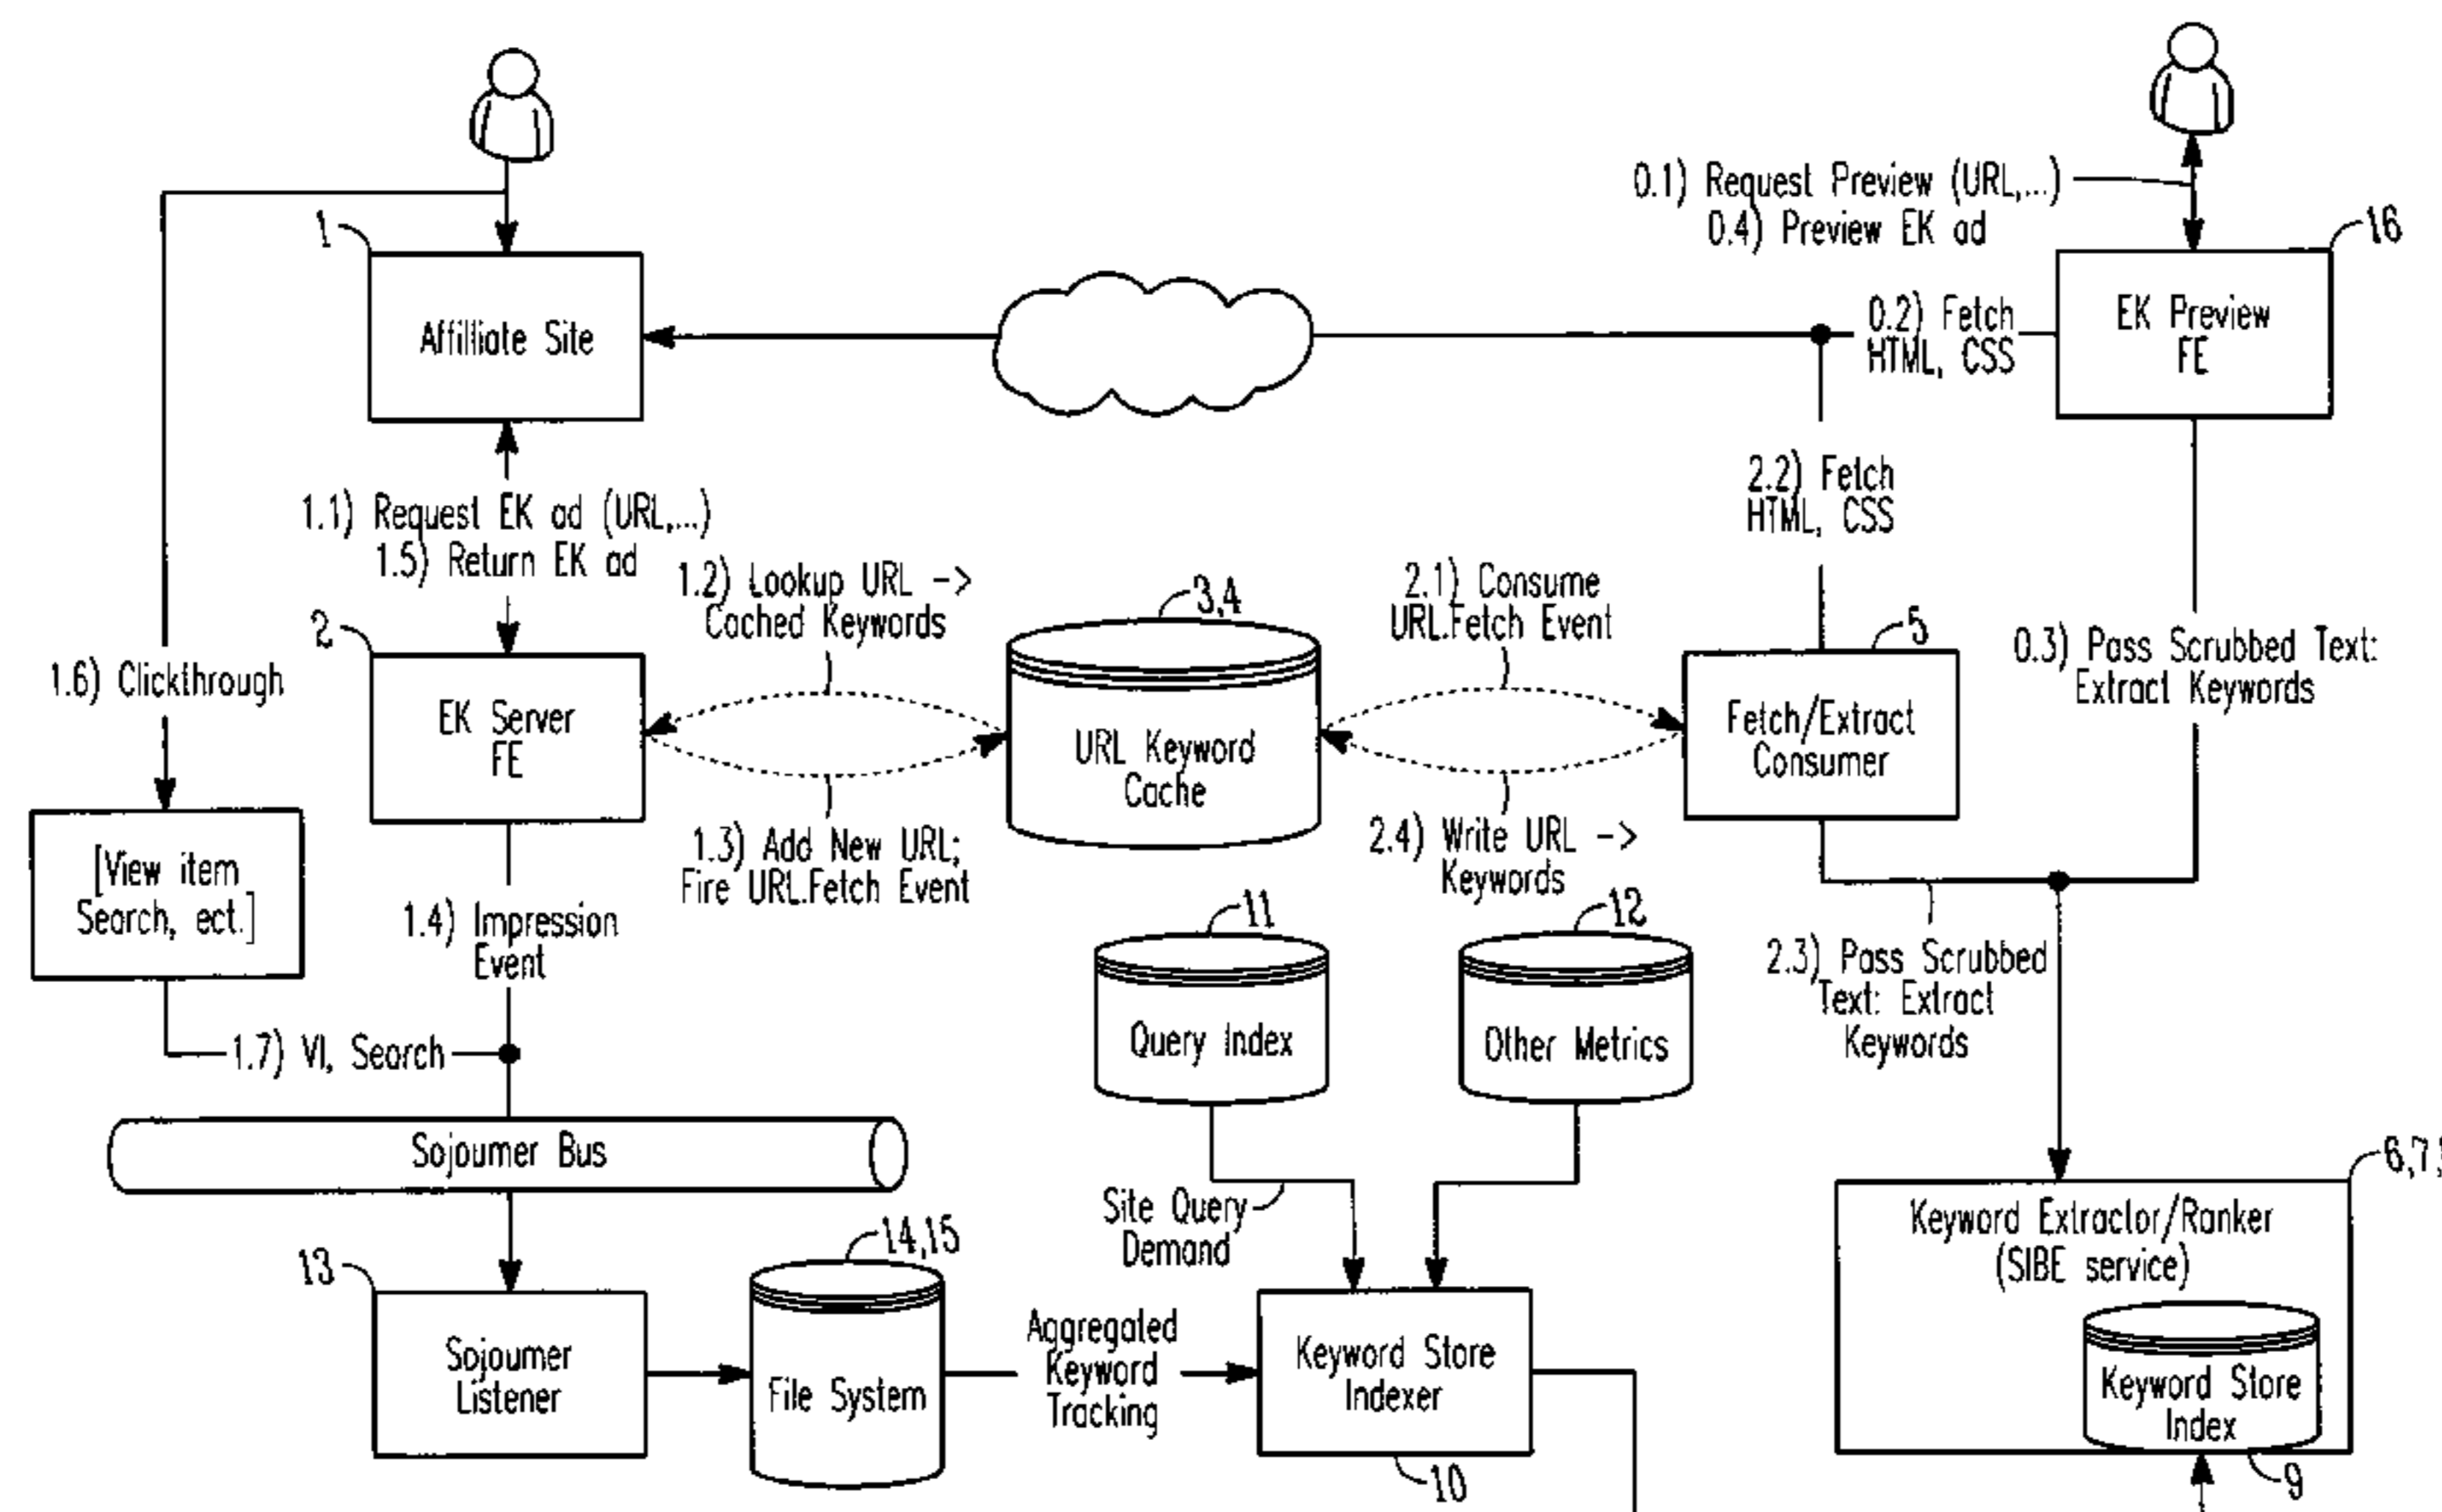 0.1) Request Preview (URL,...)
0.4) Preview EK ad
1
16
Affilliate Site
0.2) Fetch
HTML, CSS
EK Preview
FE
1.1) Request EK ad (URL,...)
1.5) Return EK ad
2.2) Fetch
HTML, CSS
1.2) Lookup URL ->
Cached Keywords
3,4
2.1) Consume
URL.Fetch Event
2
5
0.3) Pass Scrubbed Text:
Extract Keywords
1.6) Clickthrough
EK Server
FE
URL Keyword
Cache
Fetch/Extract
Consumer
1.3) Add New URL;
Fire URL.Fetch Event
2.4) Write URL ->
Keywords
[View item
Search, ect.]
1.4) Impression
Event
11
12
2.3) Pass Scrubbed
Text: Extract
Keywords
1.7) VI, Search
Query Index
Other Metrics
Sojoumer Bus
Site Query
Demand
6,7,
Keyword Extractor/Ranker
(SIBE service)
13
14,15
Sojoumer
Listener
File System
Aggregated
Keyword
Tracking
Keyword Store
Indexer
Keyword Store
Index
10
9